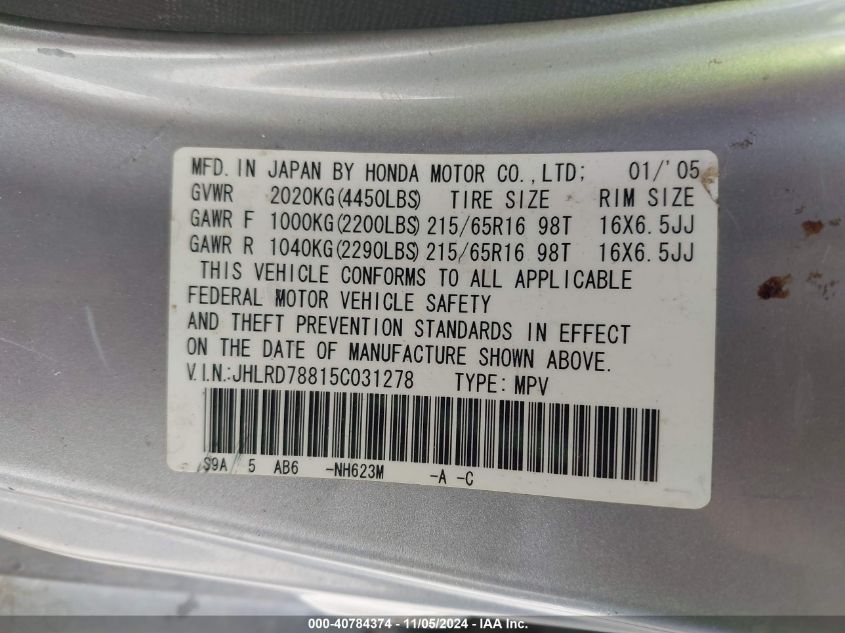 MFD. IN JAPAN BY HONDA MOTOR CO.,LTD; 01/'05
GVWR 2020KG(4450LBS) TIRE SIZE RIM SIZE
GAWR F 1000KG(2200LBS) 215/65R16 98T 16X6.5JJ
GAWR R 1040KG(2290LBS) 215/65R16 98T 16X6.5JJ
THIS VEHICLE CONFORMS TO ALL APPLICABLE
FEDERAL MOTOR VEHICLE SAFETY
AND THEFT PREVENTION STANDARDS IN EFFECT
ON THE DATE OF MANUFACTURE SHOWN ABOVE.
V.I.N.:JHLRD78815C031278 TYPE: MPV
S9A 5 AB6 -NH623M -A -C
000-40784374 - 11/05/2024 - IAA Inc.